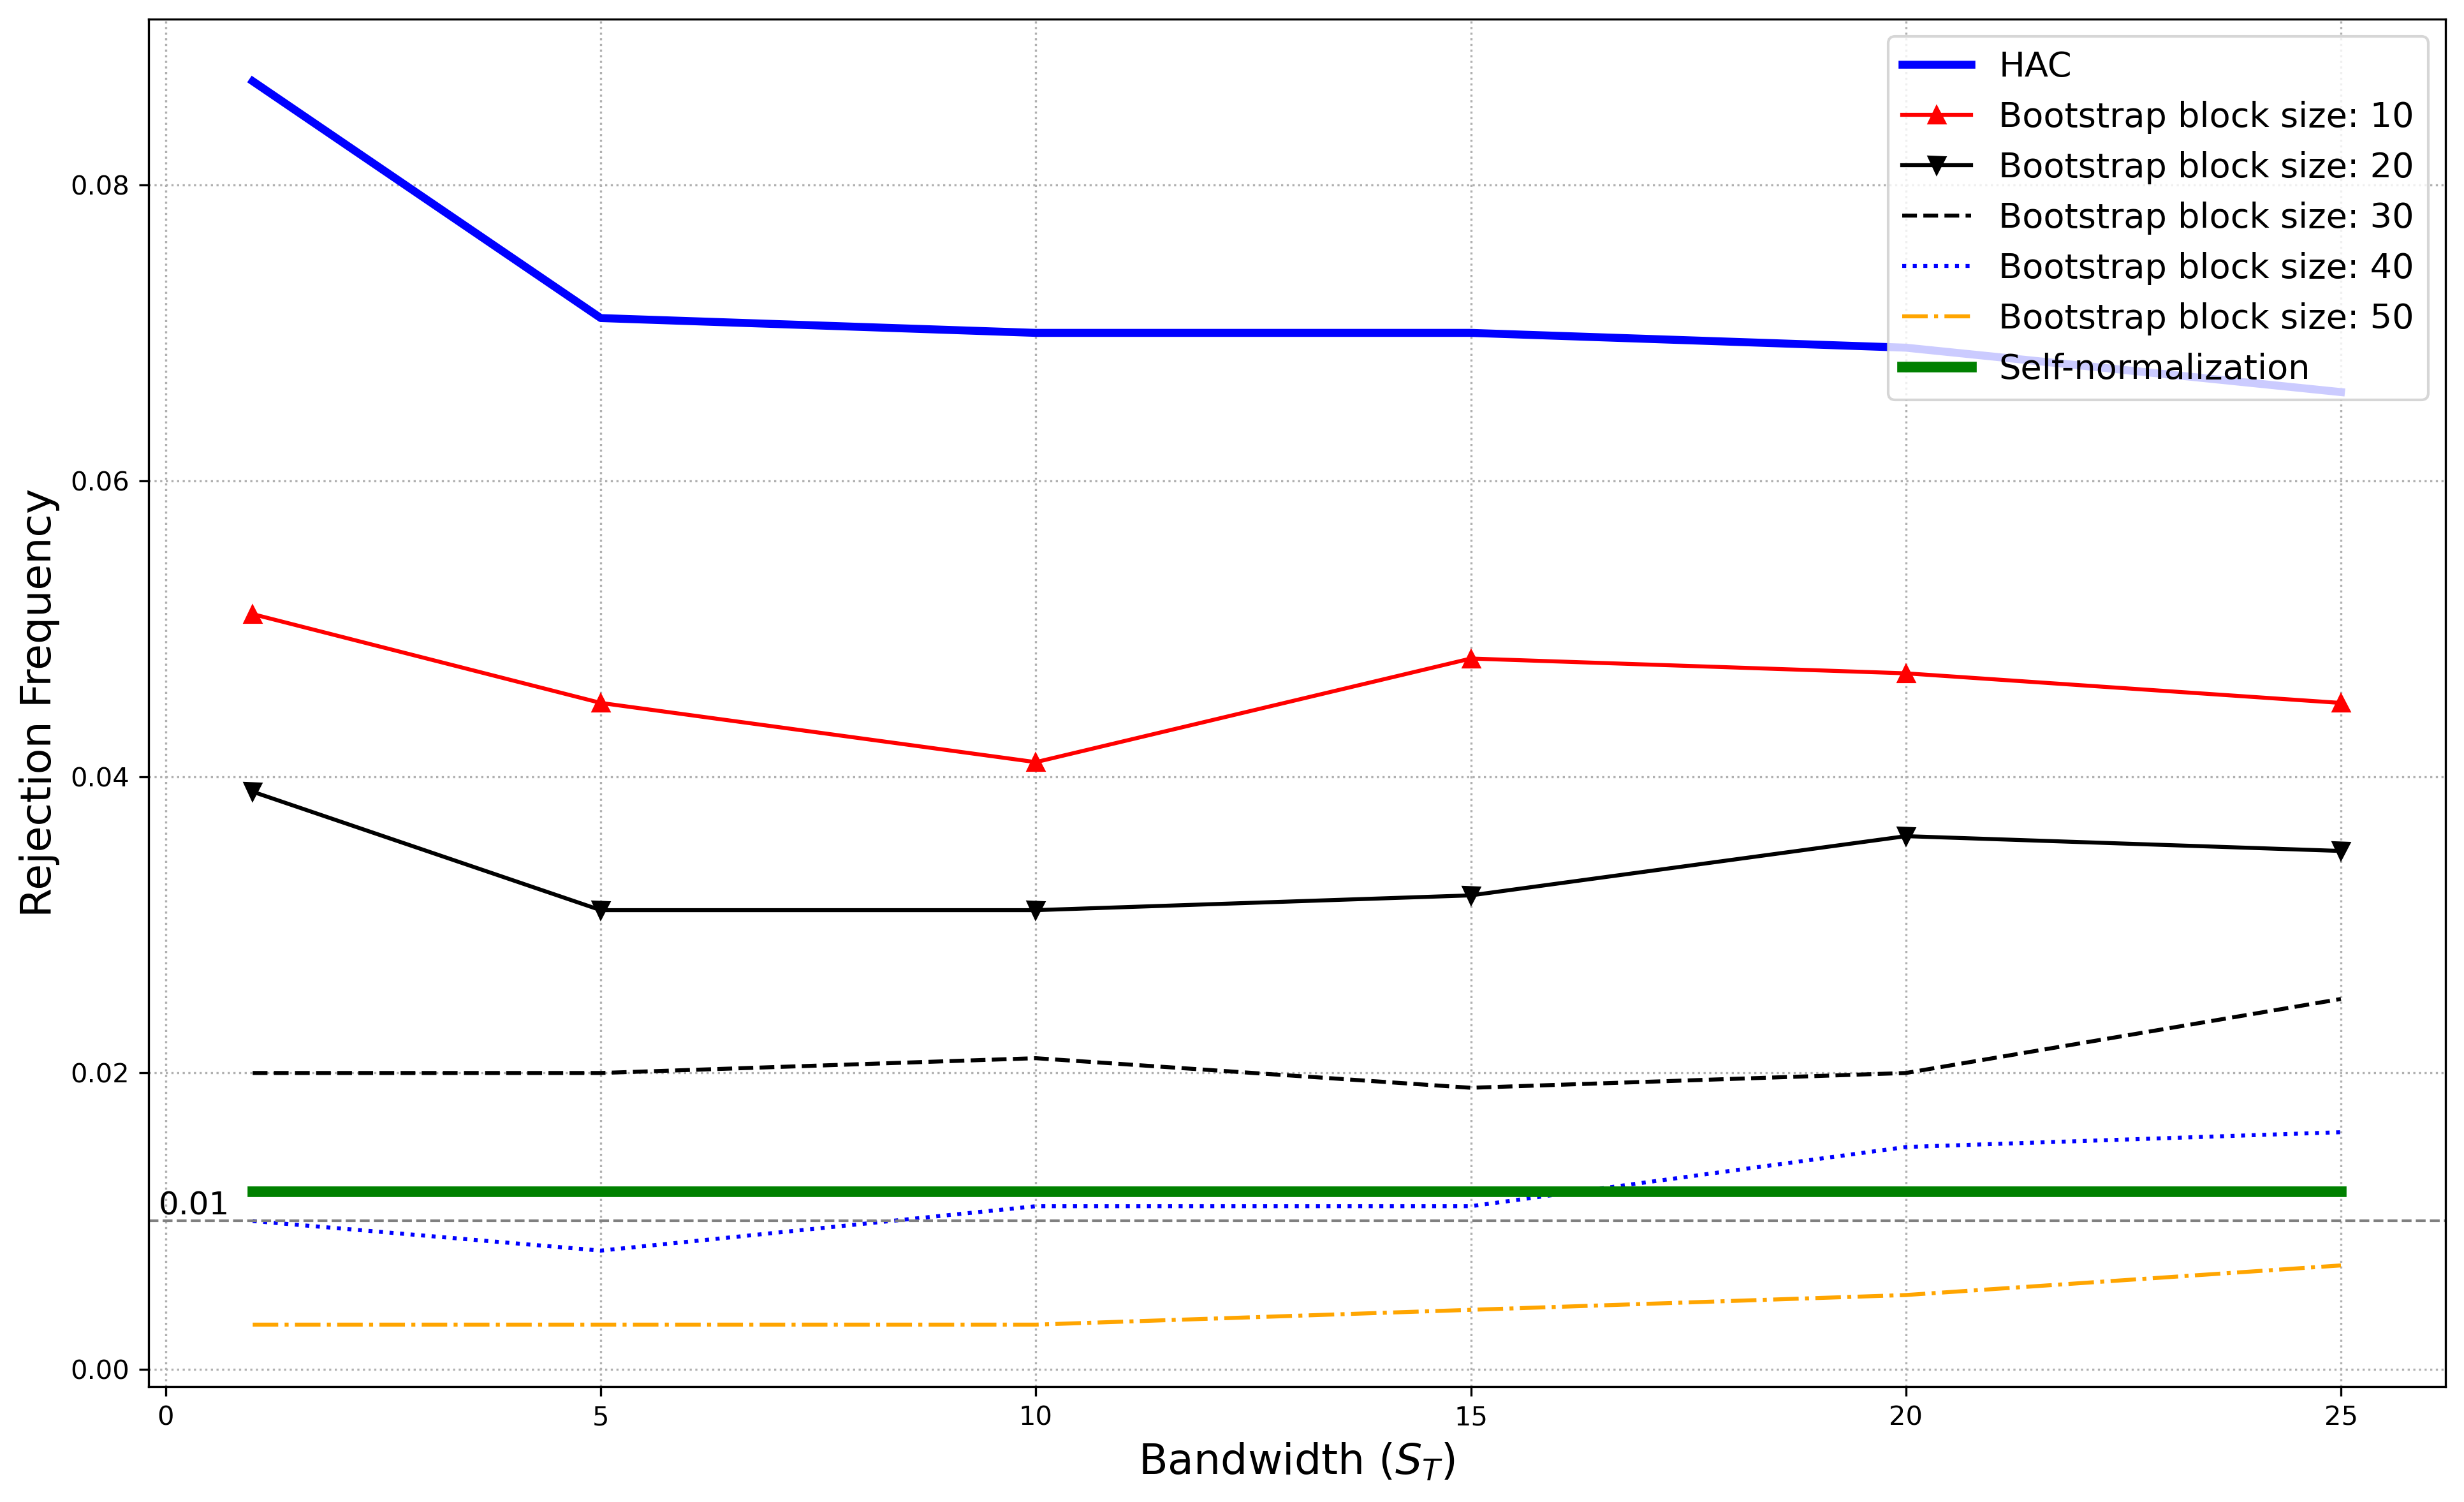 HAC
Bootstrap block size: 10
Bootstrap block size: 20
Bootstrap block size: 30
Bootstrap block size: 40
Bootstrap block size: 50
Self-normalization
Rejection Frequency
0.08
0.06
0.04
0.02
0.01
0.00
0 5 10 15 20 25
Bandwidth (S_T)